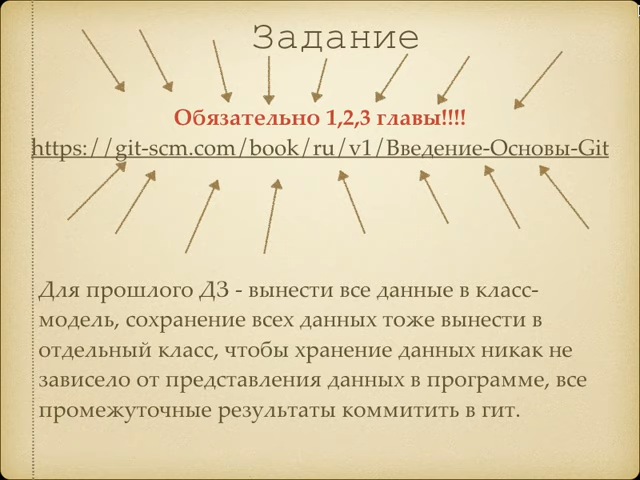 Задание
Обязательно 1,2,3 главы!!!!
https://git-scm.com/book/ru/v1/Введение-Основы-Git
Для прошлого ДЗ - вынести все данные в класс-
модель, сохранение всех данных тоже вынести в
отдельный класс, чтобы хранение данных никак не
зависело от представления данных в программе, все
промежуточные результаты коммитить в гит.